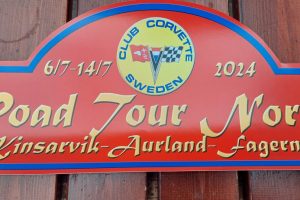 CLUB CORVETTE
6/7-14/7 2024
SWEDEN
Road Tour Nor
Kinsarvik-Aurland-Fagern